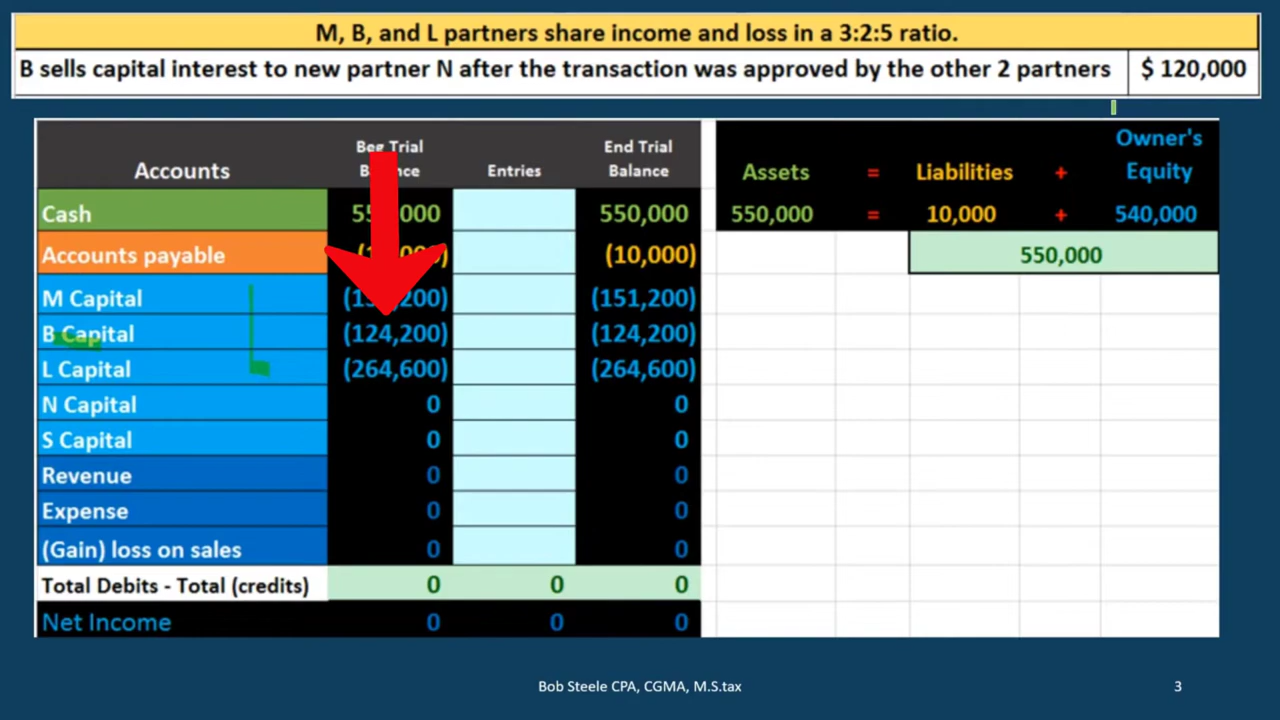 M, B, and L partners share income and loss in a 3:2:5 ratio.
B sells capital interest to new partner N after the transaction was approved by the other 2 partners $ 120,000
Beg Trial End Trial Owner's
Accounts Entries Balance Assets = Liabilities + Equity
Cash 550,000 550,000 = 10,000 + 540,000
Accounts payable (10,000) 550,000
M Capital (151,200)
B Capital (124,200) (124,200)
L Capital (264,600) (264,600)
N Capital 0 0
S Capital 0 0
Revenue 0 0
Expense 0 0
(Gain) loss on sales 0 0
Total Debits - Total (credits) 0 0 0
Net Income 0 0 0
Bob Steele CPA, CGMA, M.S.tax 3